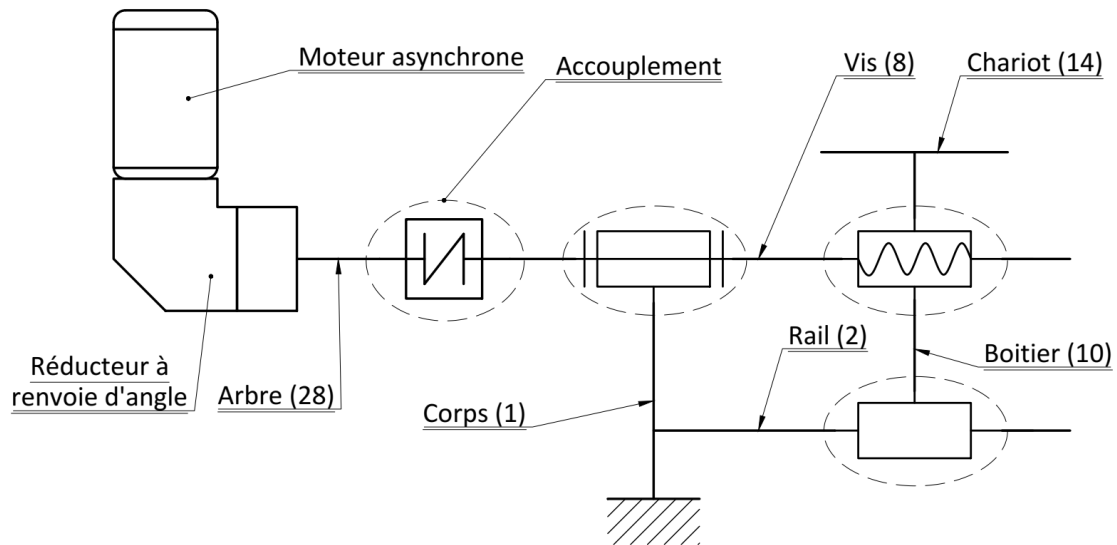 Moteur asynchrone
Accouplement
Vis (8)
Chariot (14)
Réducteur à
renvoie d'angle
Arbre (28)
Corps (1)
Rail (2)
Boitier (10)